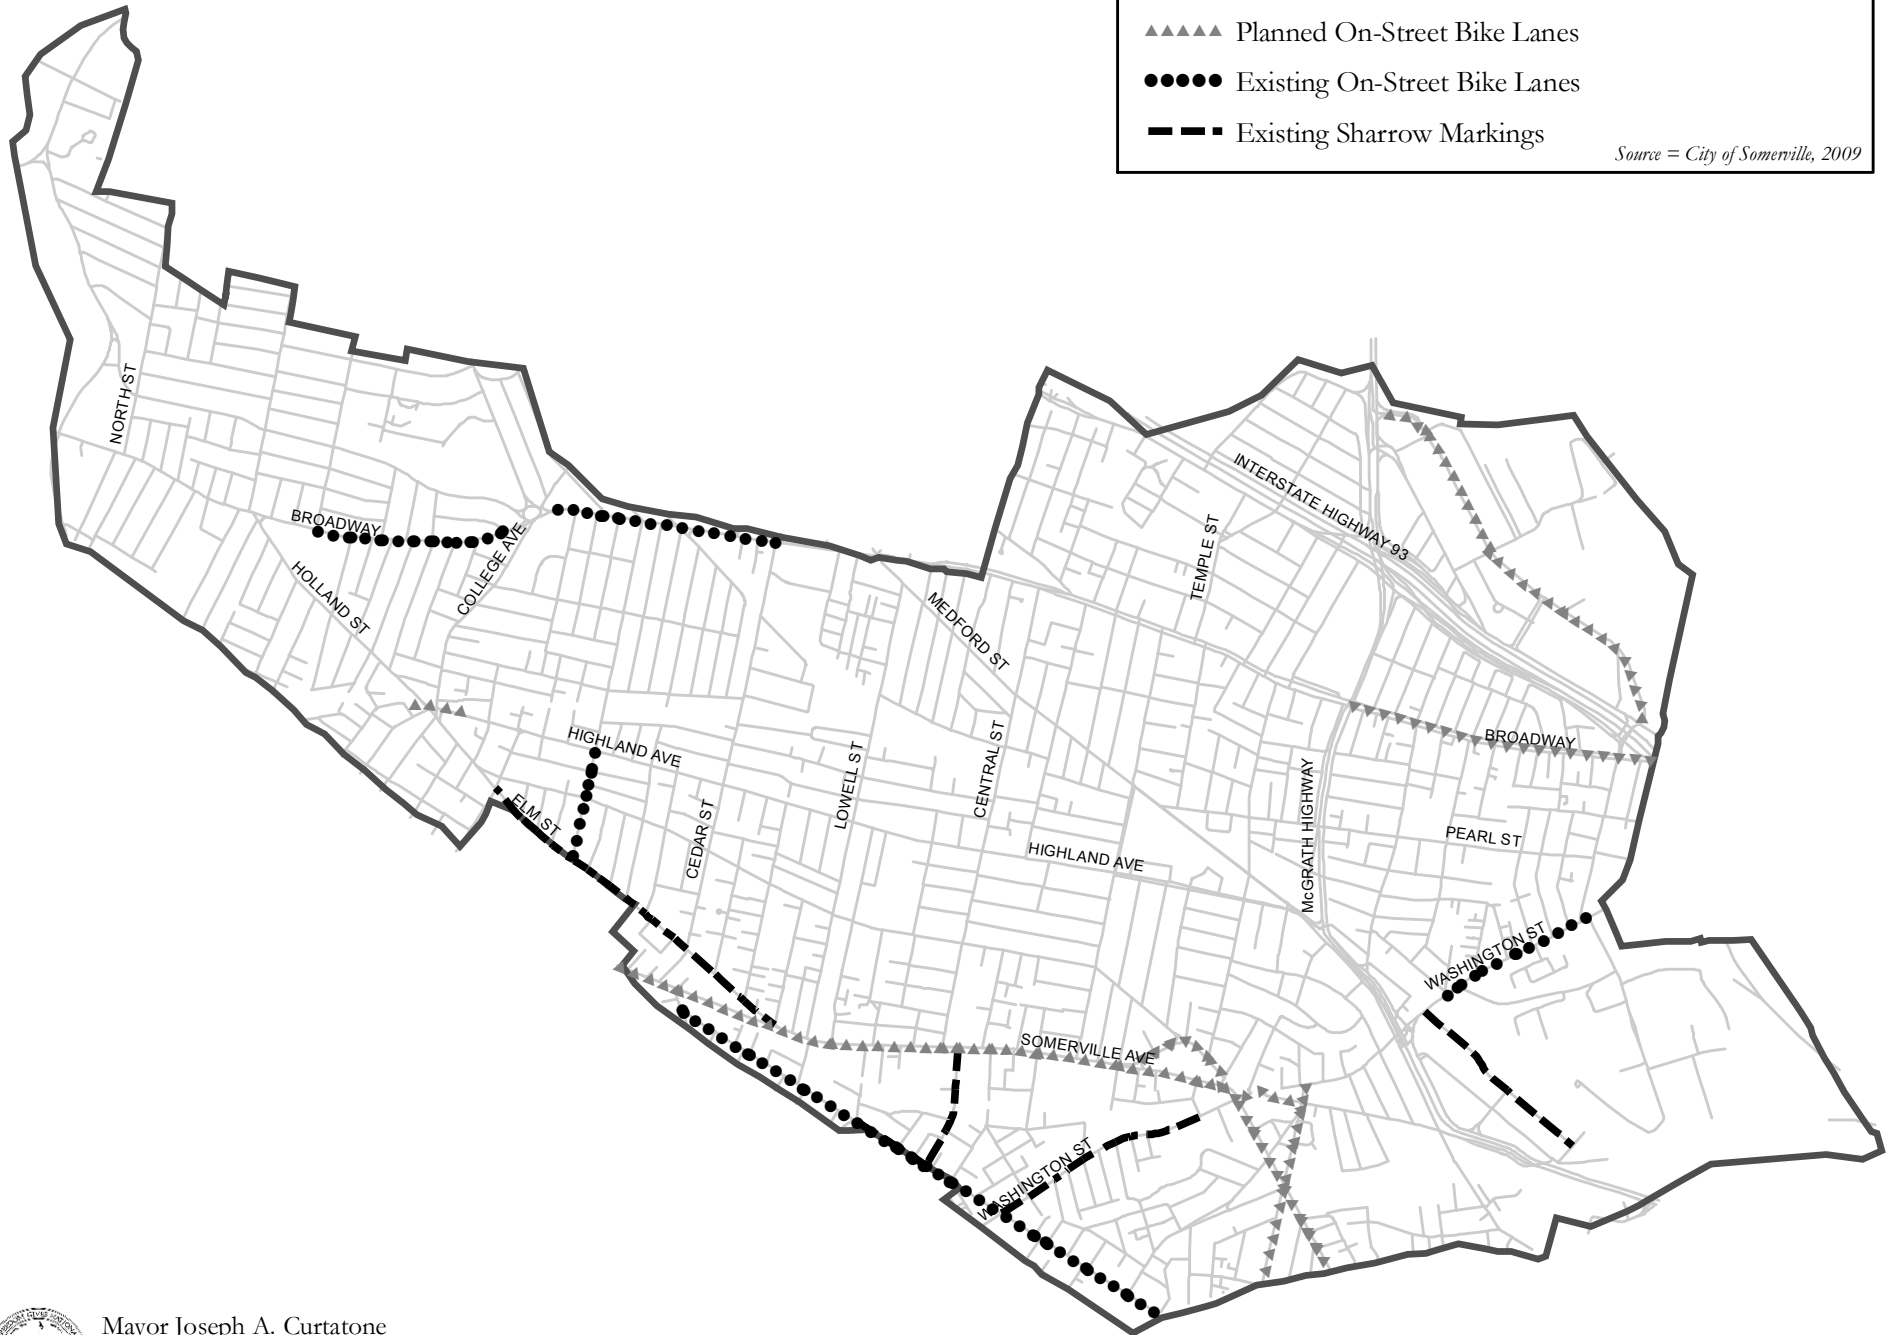 Planned On-Street Bike Lanes
Existing On-Street Bike Lanes
Existing Sharrow Markings
Source = City of Somerville, 2009
NORTH ST
BROADWAY
COLLEGE AVE
HOLLAND ST
INTERSTATE HIGHWAY 93
TEMPLE ST
MEDFORD ST
HIGHLAND AVE
ELM ST
CEDAR ST
LOWELL ST
CENTRAL ST
BROADWAY
McGRATH HIGHWAY
PEARL ST
HIGHLAND AVE
WASHINGTON ST
SOMERVILLE AVE
WASHINGTON ST
Mayor Joseph A. Curtatone